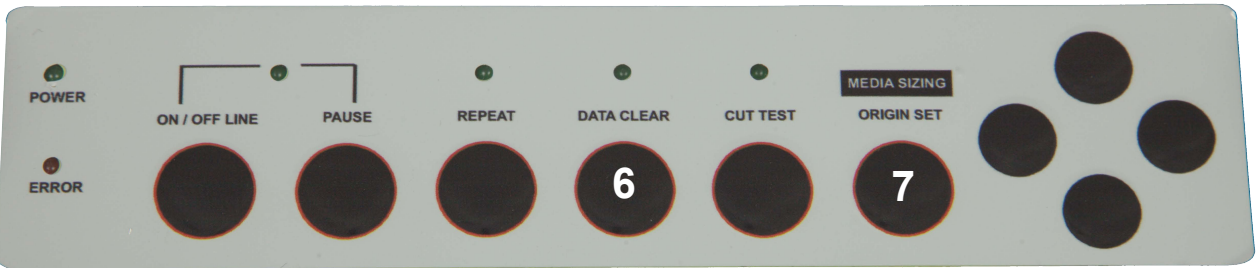 POWER
ERROR
ON / OFF LINE
PAUSE
REPEAT
DATA CLEAR
CUT TEST
MEDIA SIZING
ORIGIN SET
6
7